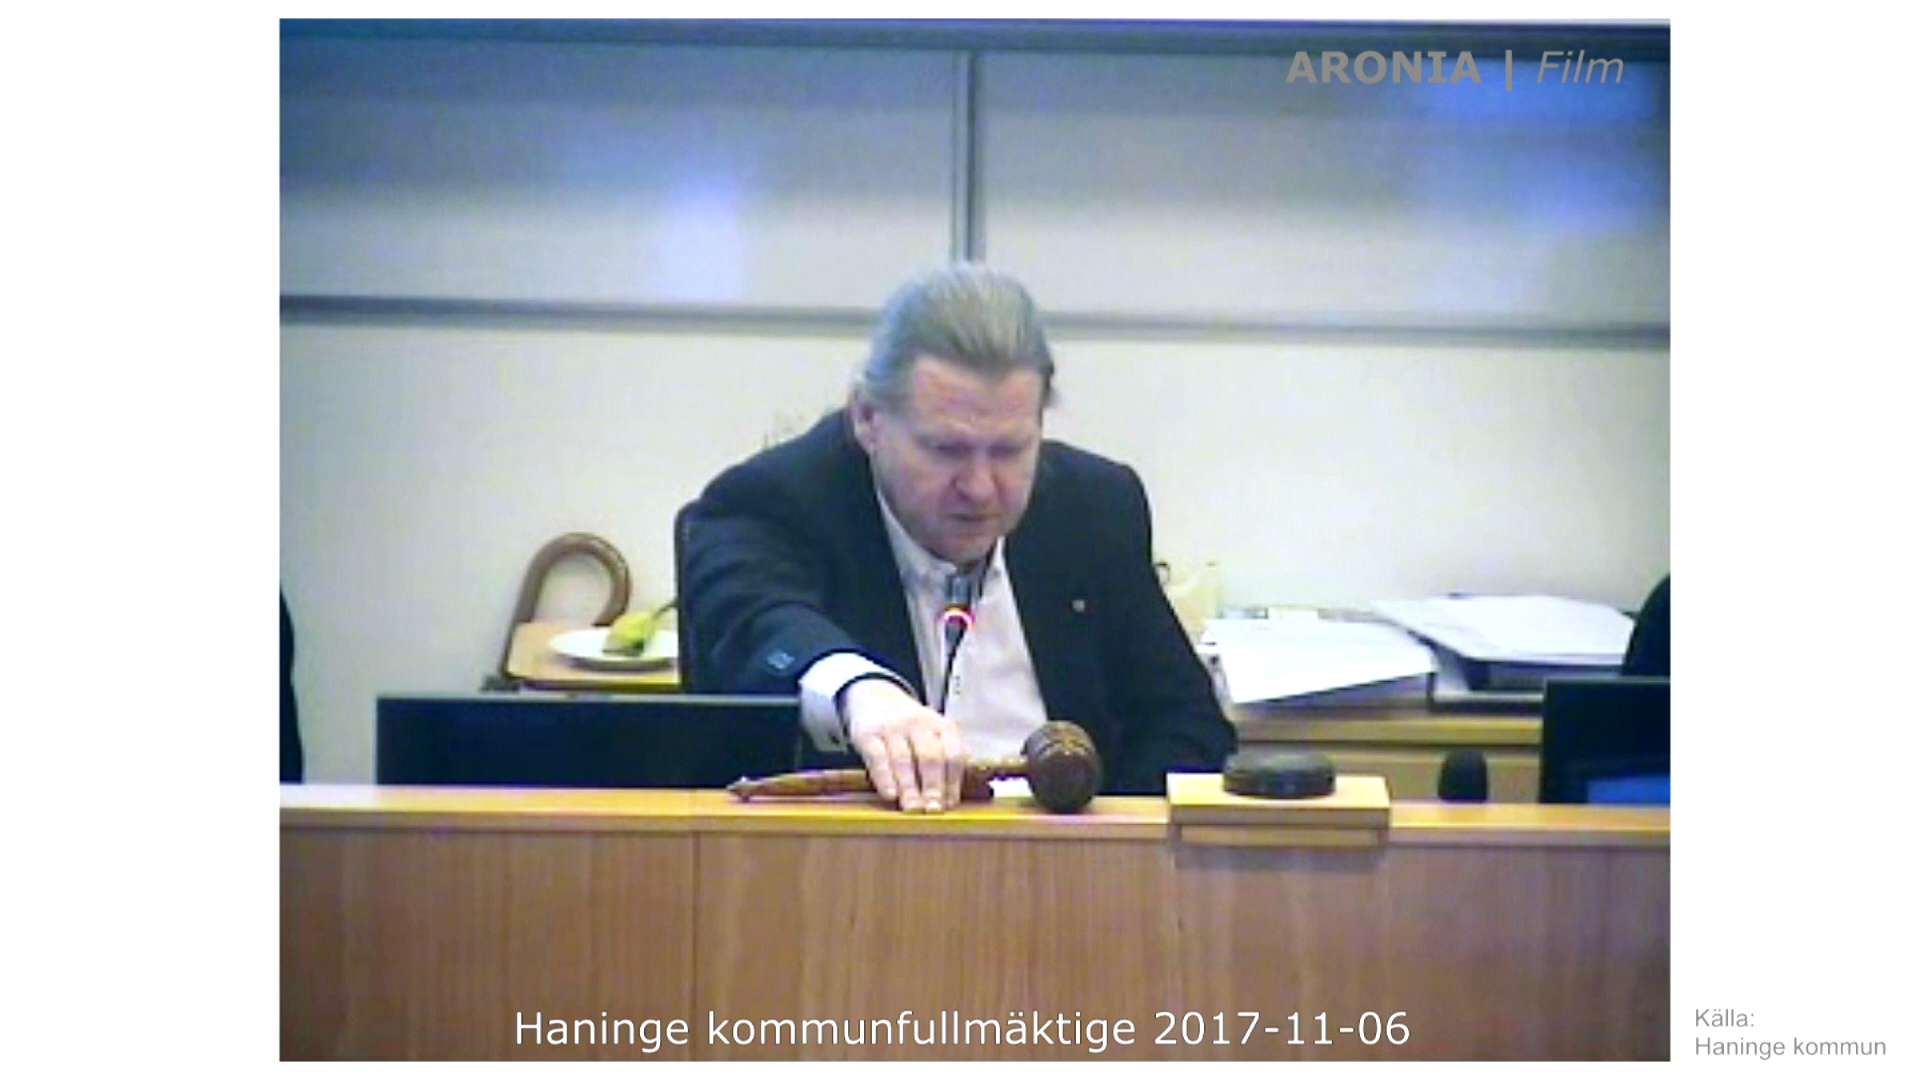 ARONIA | Film
Haninge kommunfullmäktige 2017-11-06
Källa:
Haninge kommun